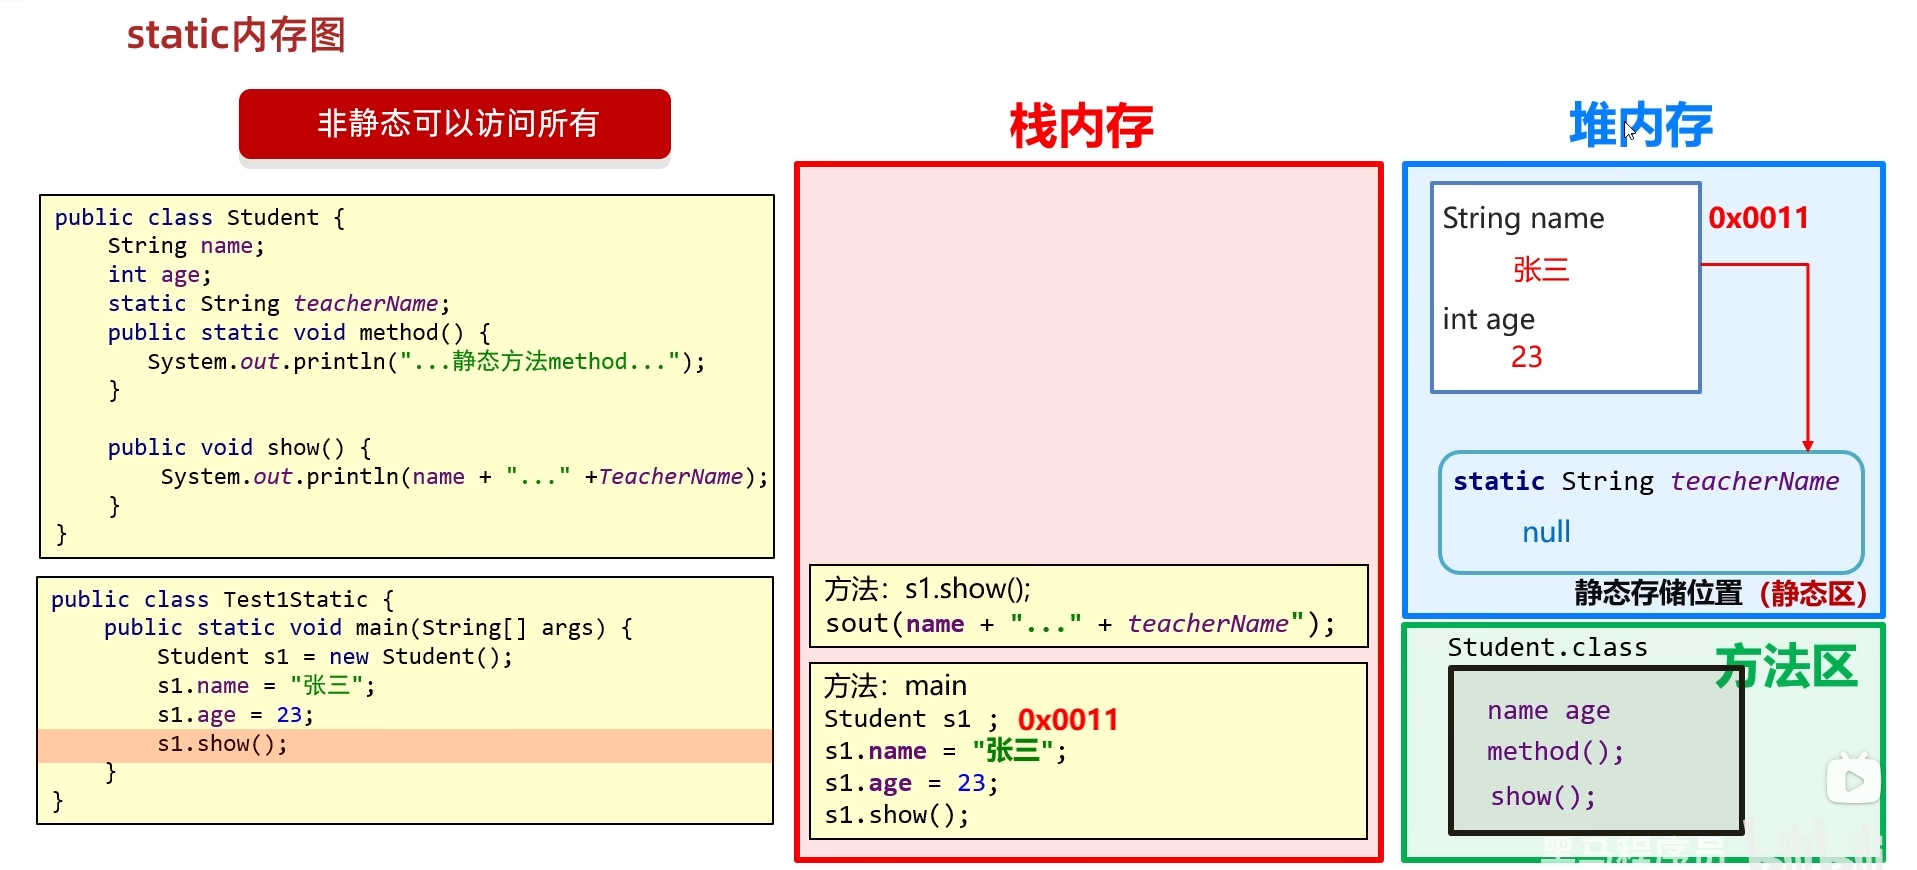 static内存图
非静态可以访问所有
public class Student {
String name;
int age;
static String teacherName;
public static void method() {
System.out.println("...静态方法method...");
}
public void show() {
System.out.println(name + "..." +TeacherName);
}
}
public class Test1Static {
public static void main(String[] args) {
Student s1 = new Student();
s1.name = "张三";
s1.age = 23;
s1.show();
}
}
栈内存
方法：s1.show();
sout(name + "..." + teacherName");
方法：main
Student s1 ; 0x0011
s1.name = "张三";
s1.age = 23;
s1.show();
堆内存
String name
0x0011
张三
int age
23
static String teacherName
null
静态存储位置（静态区）
Student.class
方法区
name age
method();
show();
黑马程序员